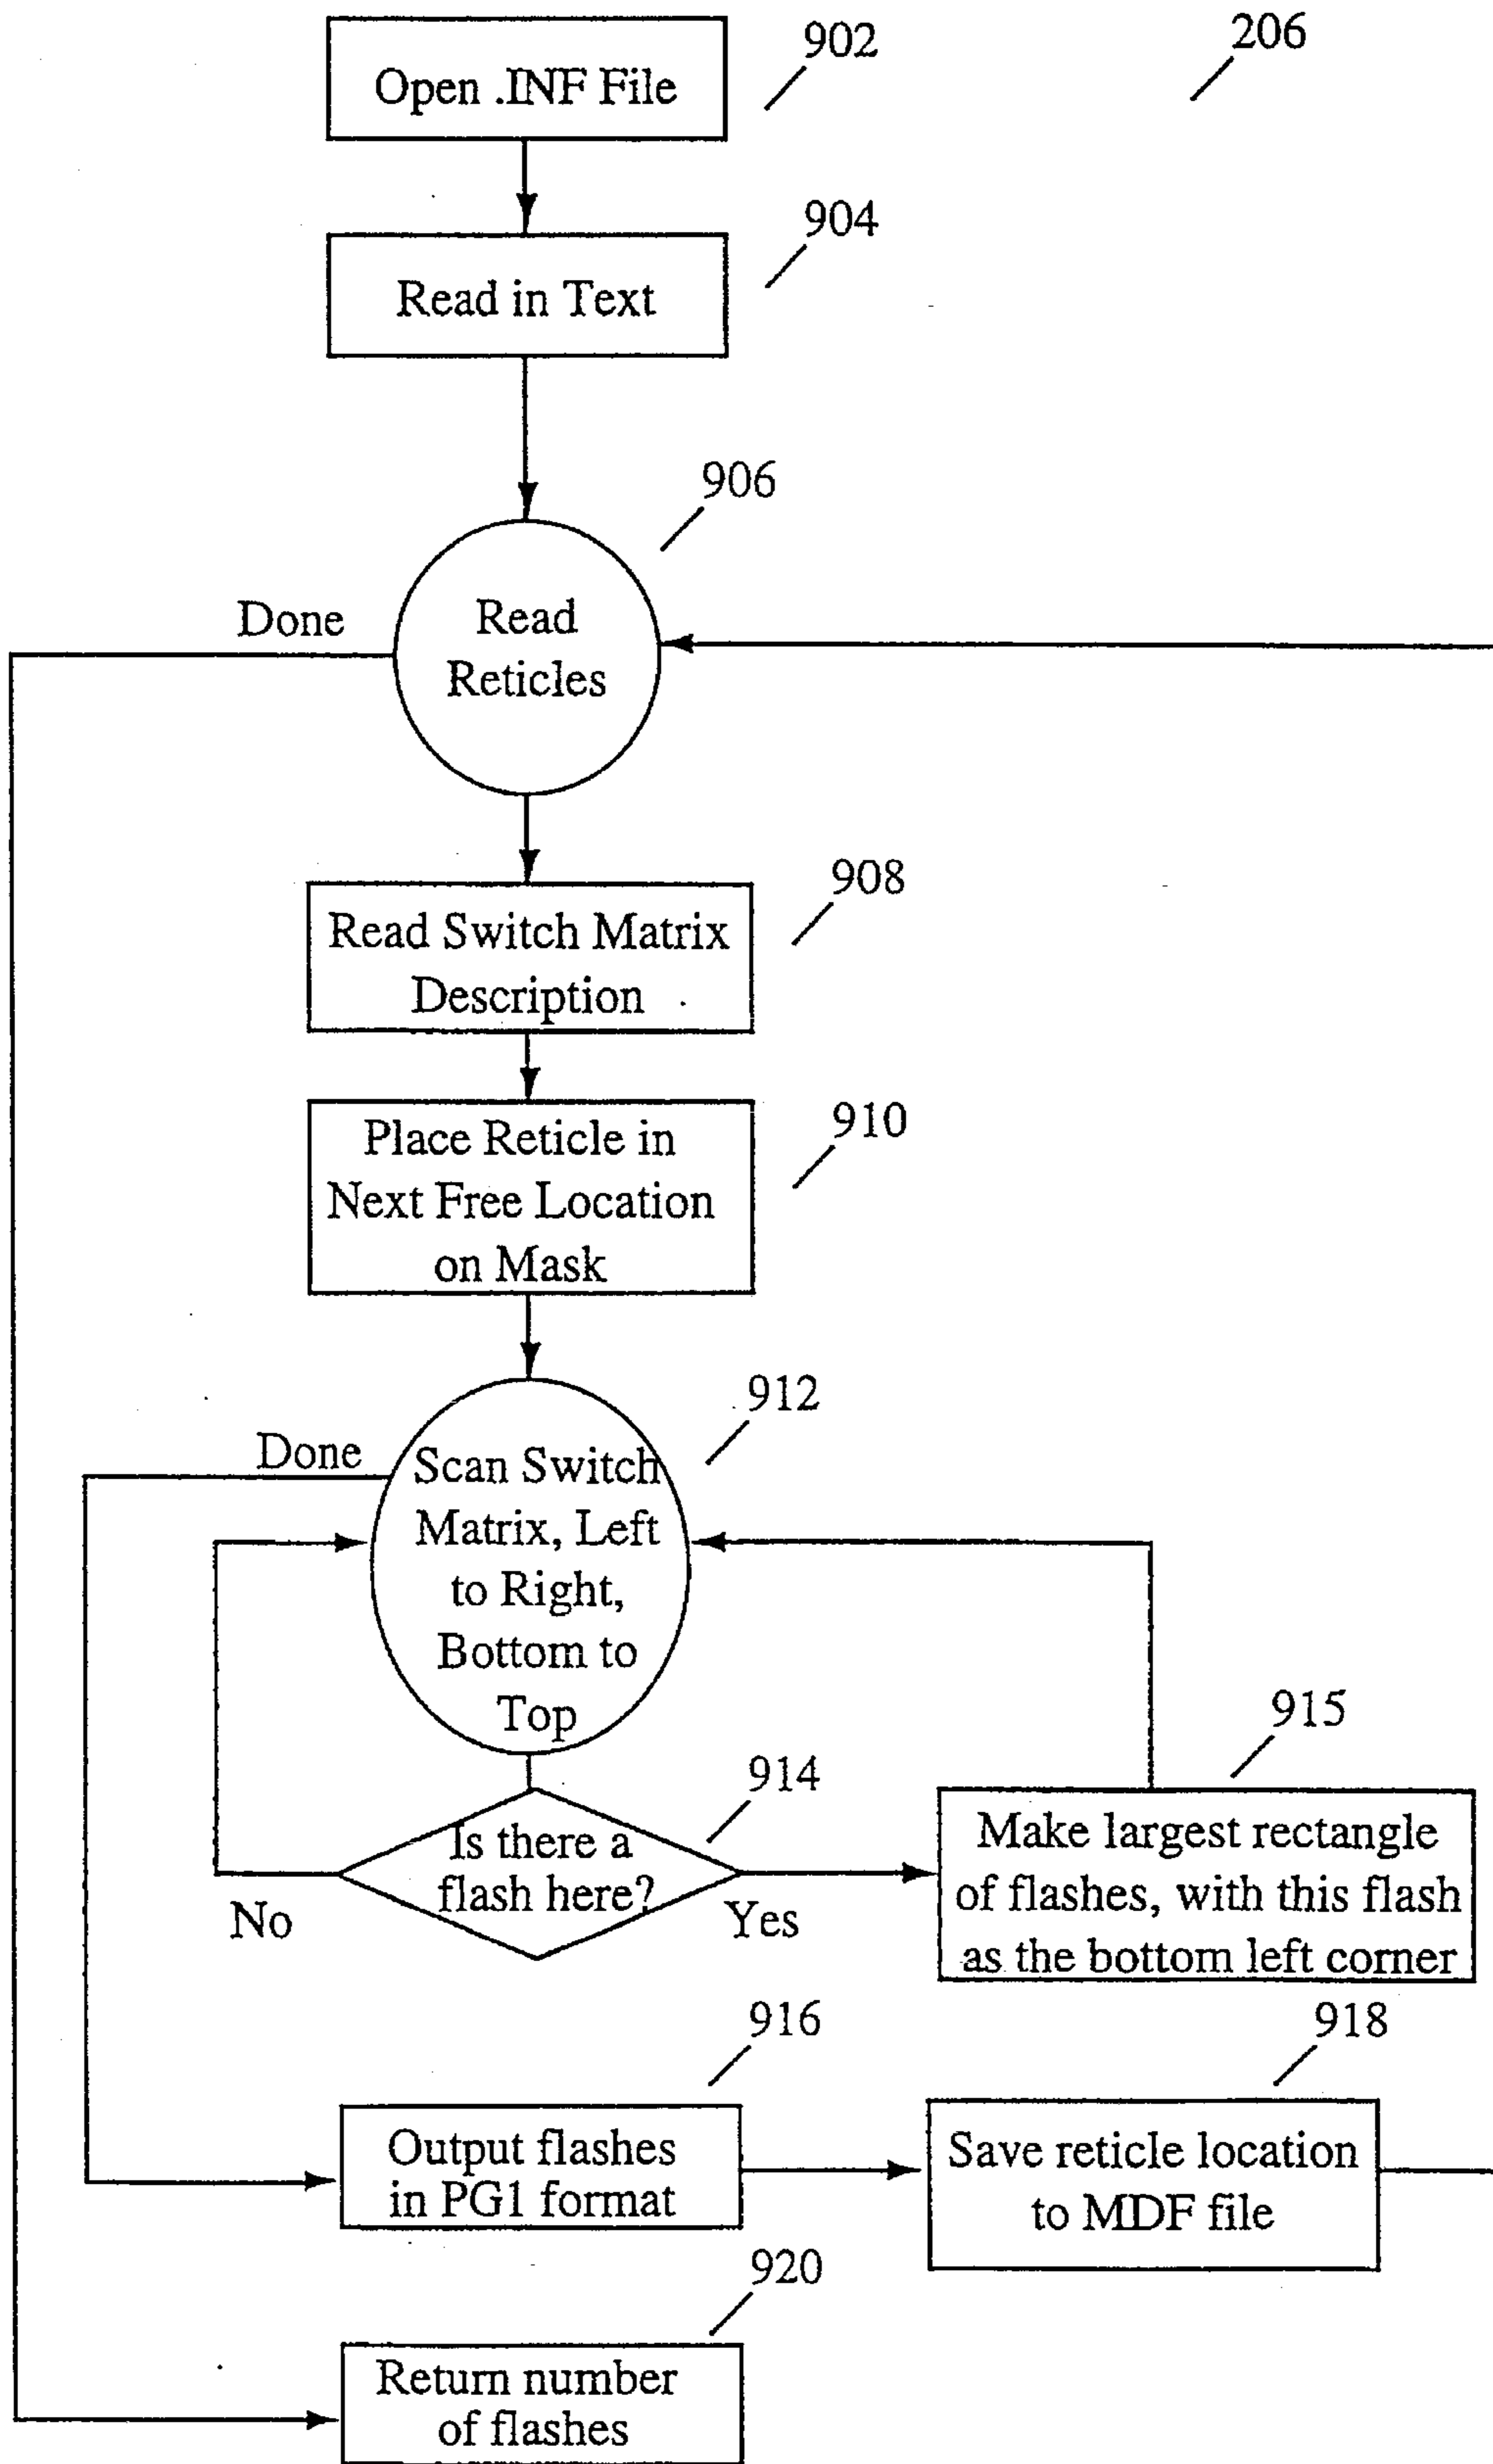 902
206
Open .INF File
904
Read in Text
906
Done
Read
Reticles
908
Read Switch Matrix
Description
910
Place Reticle in
Next Free Location
on Mask
912
Done
Scan Switch
Matrix, Left
to Right,
Bottom to
Top
915
914
Is there a
flash here?
No
Yes
Make largest rectangle
of flashes, with this flash
as the bottom left corner
916
918
Output flashes
in PG1 format
Save reticle location
to MDF file
920
Return number
of flashes